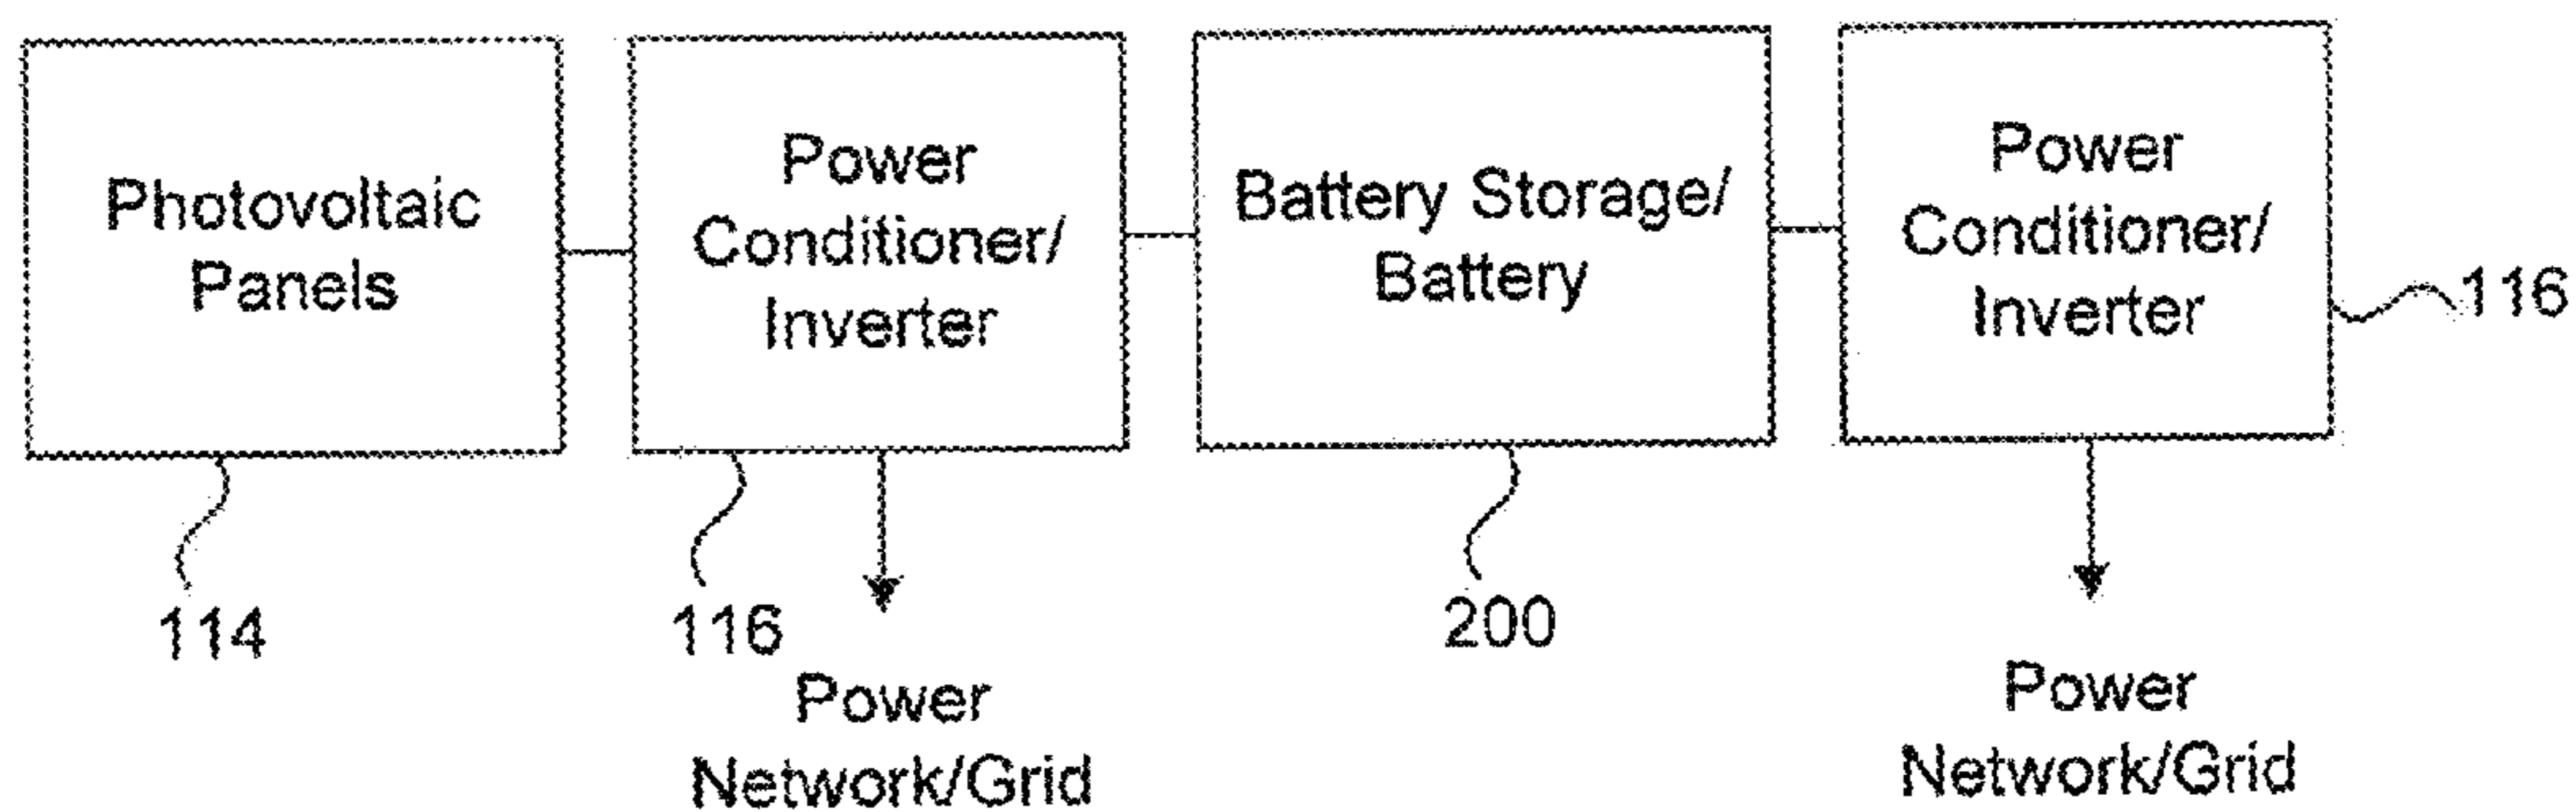 Photovoltaic
Panels
Power
Conditioner/
Inverter
Battery Storage/
Battery
Power
Conditioner/
Inverter
116
114
116
200
Power
Network/Grid
Power
Network/Grid